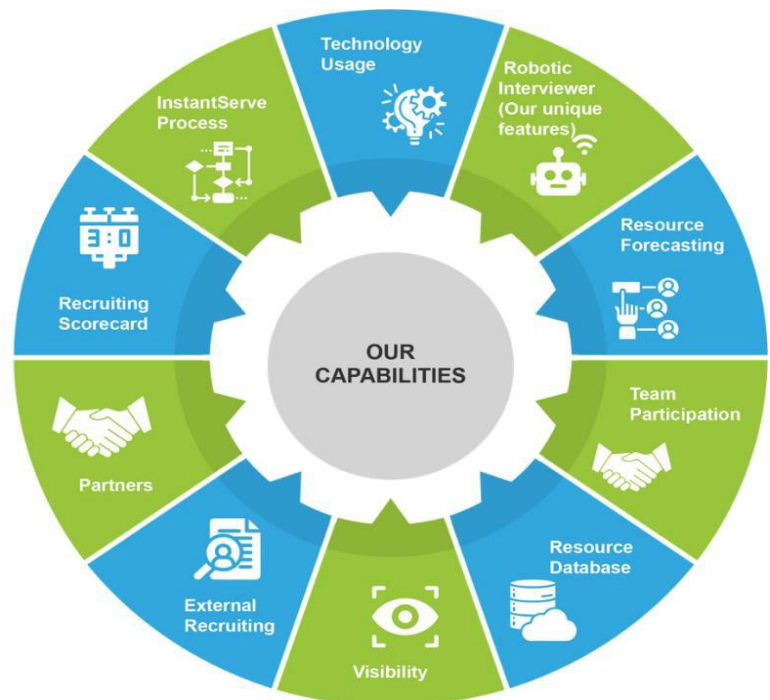 Technology
Usage
Robotic
Interviewer
(Our unique
features)
Resource
Forecasting
Team
Participation
Resource
Database
Visibility
External
Recruiting
Partners
Recruiting
Scorecard
3:0
InstantServe
Process
OUR
CAPABILITIES